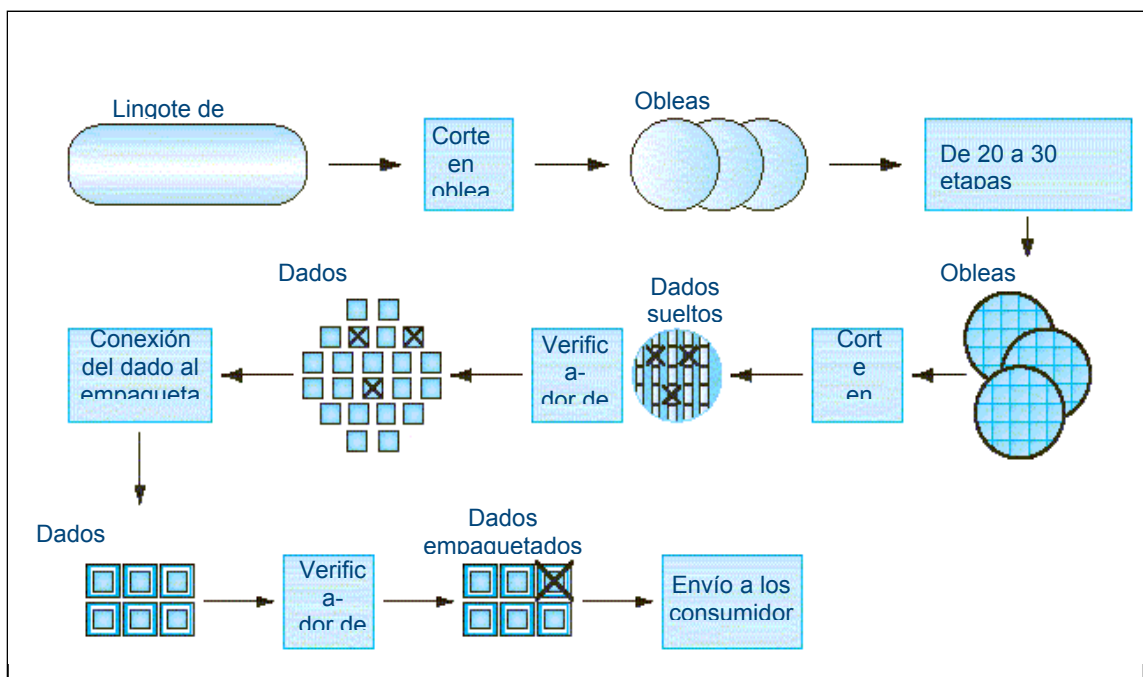 Lingote de
Corte
en
oblea
Obleas
De 20 a 30
etapas
Obleas
Cort
e
en
Dados
sueltos
Verific
a-
dor de
Dados
Conexión
del dado al
empaqueta
Dados
Verific
a-
dor de
Dados
empaquetados
Envío a los
consumidor